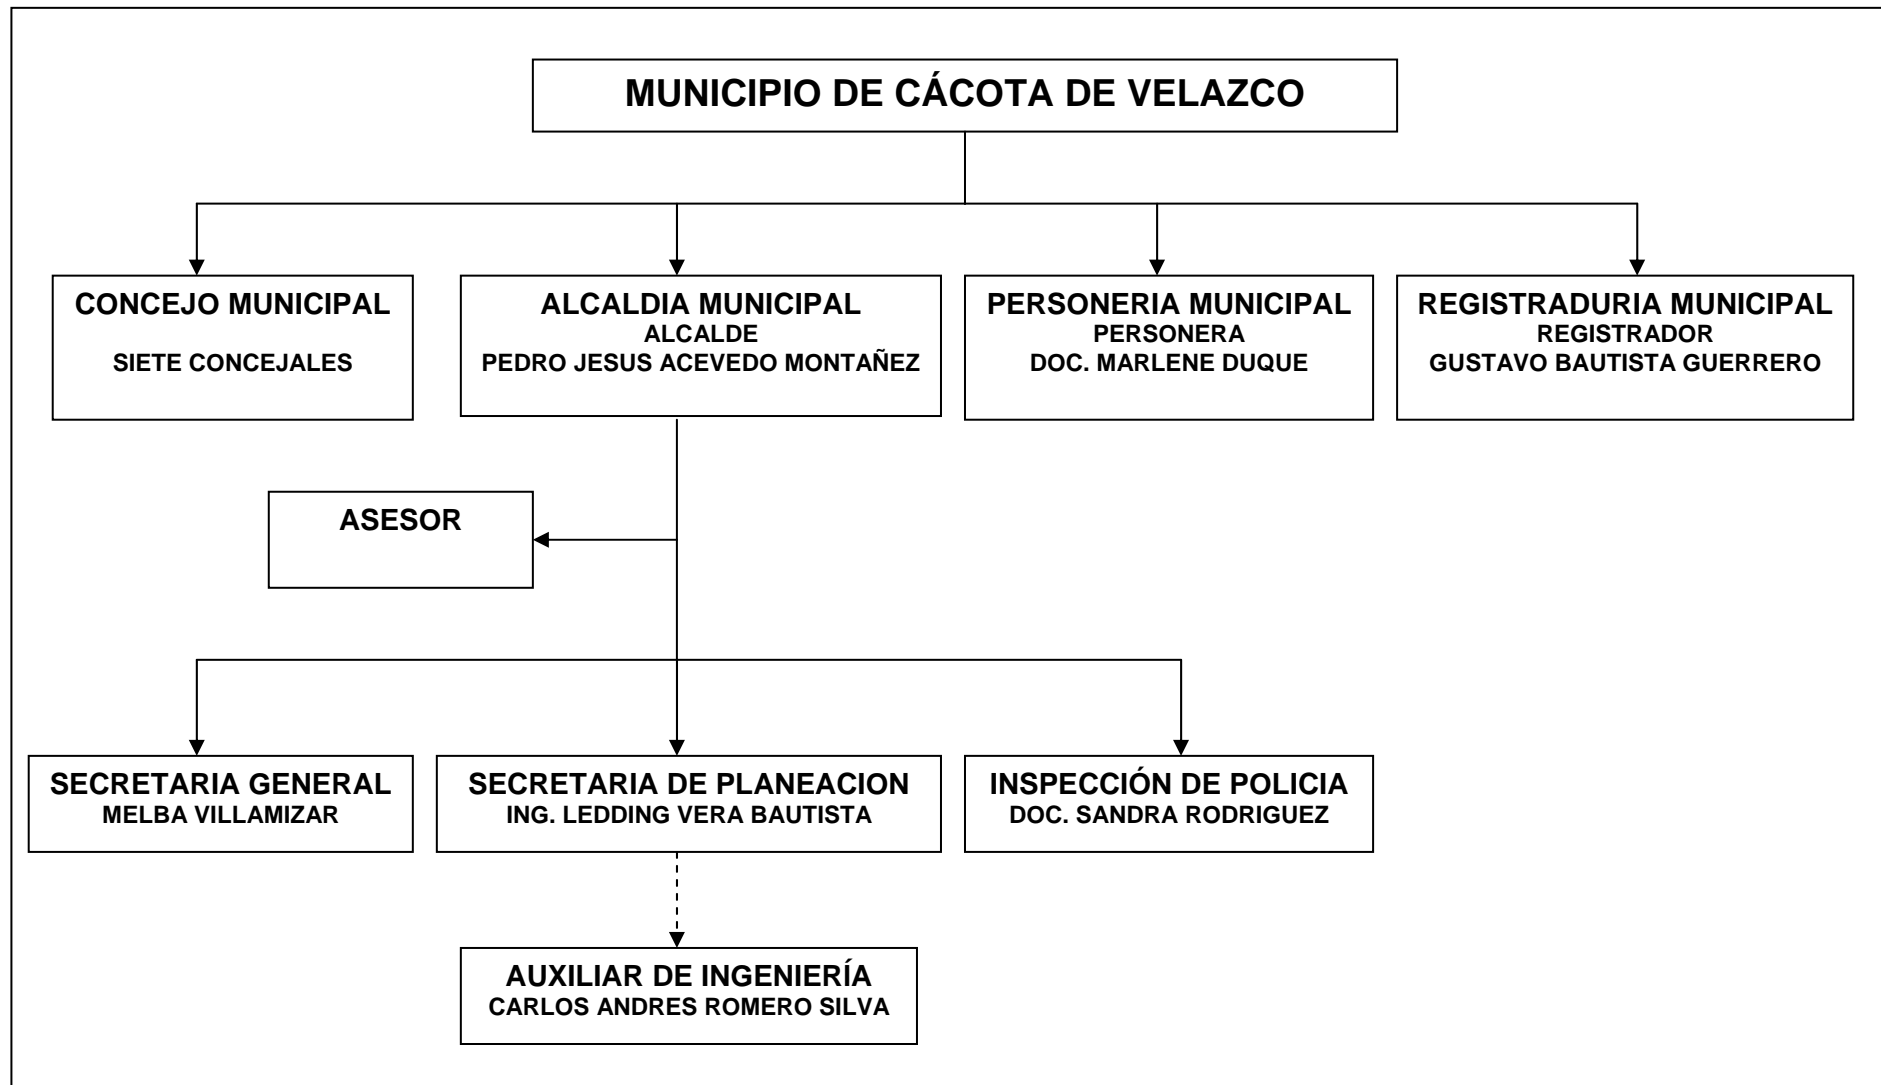 MUNICIPIO DE CÁCOTA DE VELAZCO
CONCEJO MUNICIPAL
SIETE CONCEJALES
ALCALDIA MUNICIPAL
ALCALDE
PEDRO JESUS ACEVEDO MONTAÑEZ
PERSONERIA MUNICIPAL
PERSONERA
DOC. MARLENE DUQUE
REGISTRADURIA MUNICIPAL
REGISTRADOR
GUSTAVO BAUTISTA GUERRERO
ASESOR
SECRETARIA GENERAL
MELBA VILLAMIZAR
SECRETARIA DE PLANEACION
ING. LEDDING VERA BAUTISTA
INSPECCIÓN DE POLICIA
DOC. SANDRA RODRIGUEZ
AUXILIAR DE INGENIERÍA
CARLOS ANDRES ROMERO SILVA